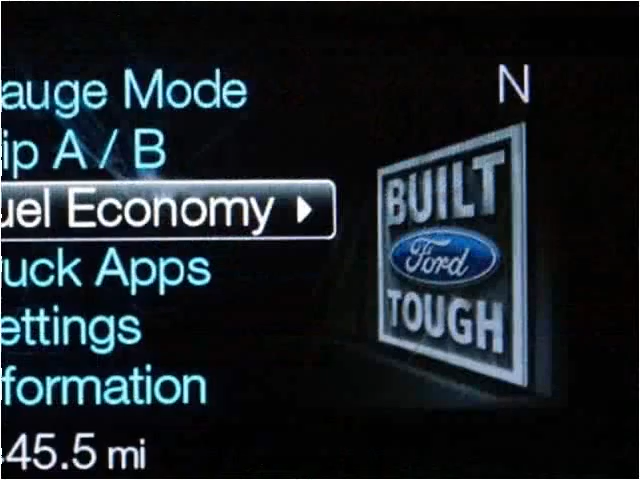 auge Mode
N
ip A / B
uel Economy
uck Apps
ettings
formation
45.5 mi
BUILT
Ford
TOUGH